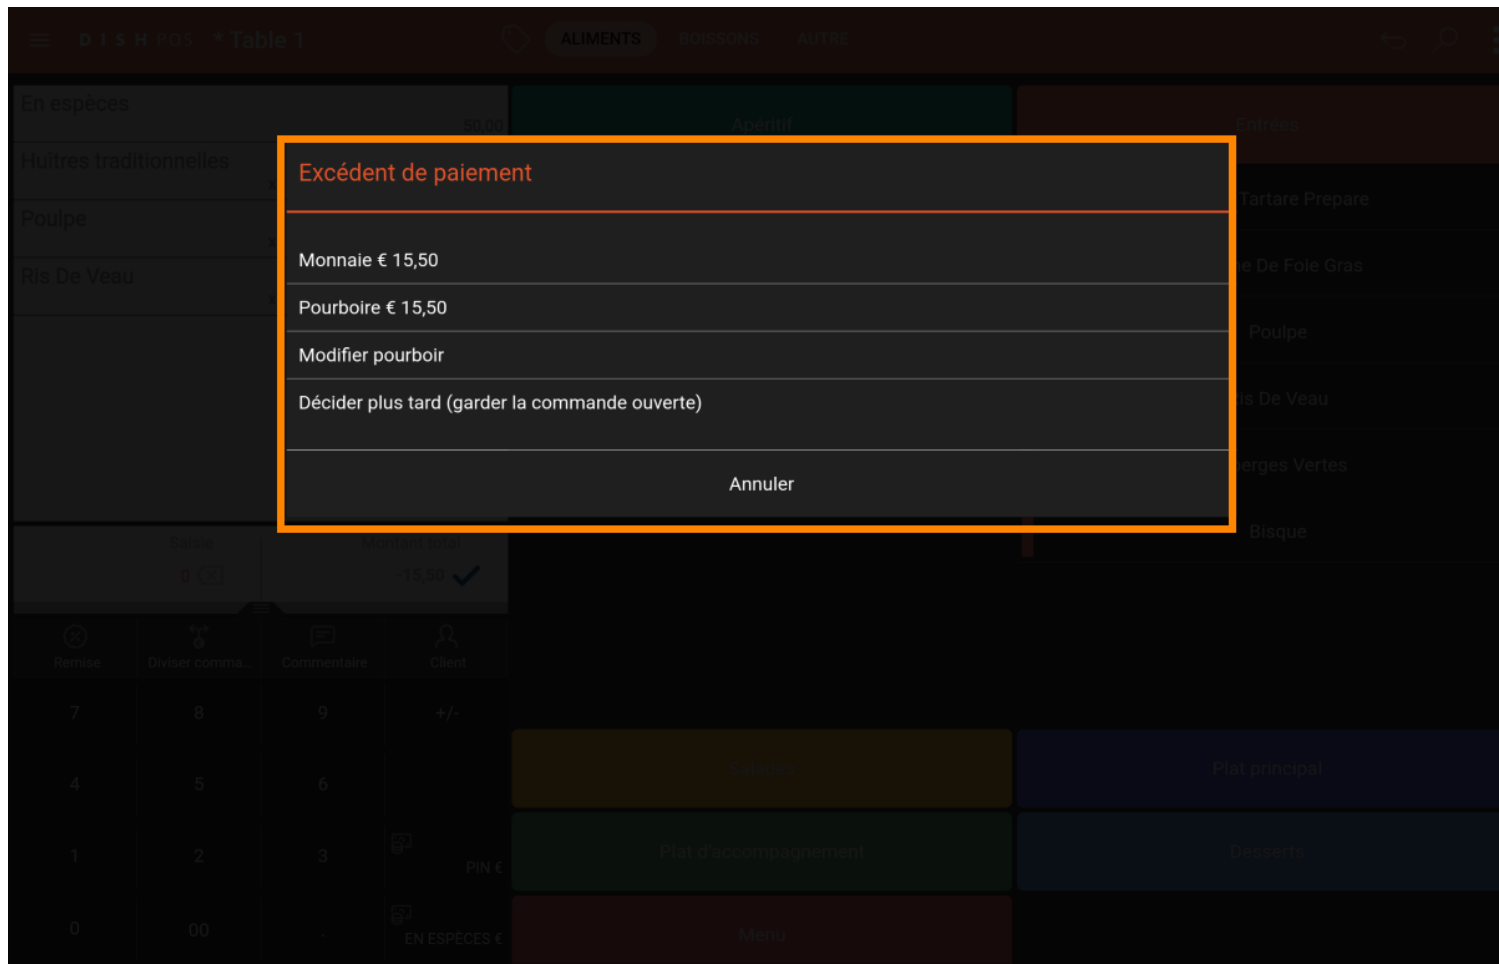 DISH POS * Table 1
ALIMENTS
BOISSONS
AUTRE
En espèces
50,00
Huîtres traditionnelles
x
Poulpe
x
Ris De Veau
x
Apéritif
Entrées
Tartare Prepare
De Foie Gras
Poulpe
Ris De Veau
Vertes
Bisque
Excédent de paiement
Monnaie € 15,50
Pourboire € 15,50
Modifier pourboir
Décider plus tard (garder la commande ouverte)
Annuler
Saisie
0
Montant total
-15,50
Remise
Diviser comma...
Commentaire
Client
7 8 9 +/-
4 5 6
1 2 3 PIN €
0 00 . EN ESPÈCES €
Salades
Plat principal
Plat d'accompagnement
Desserts
Menu